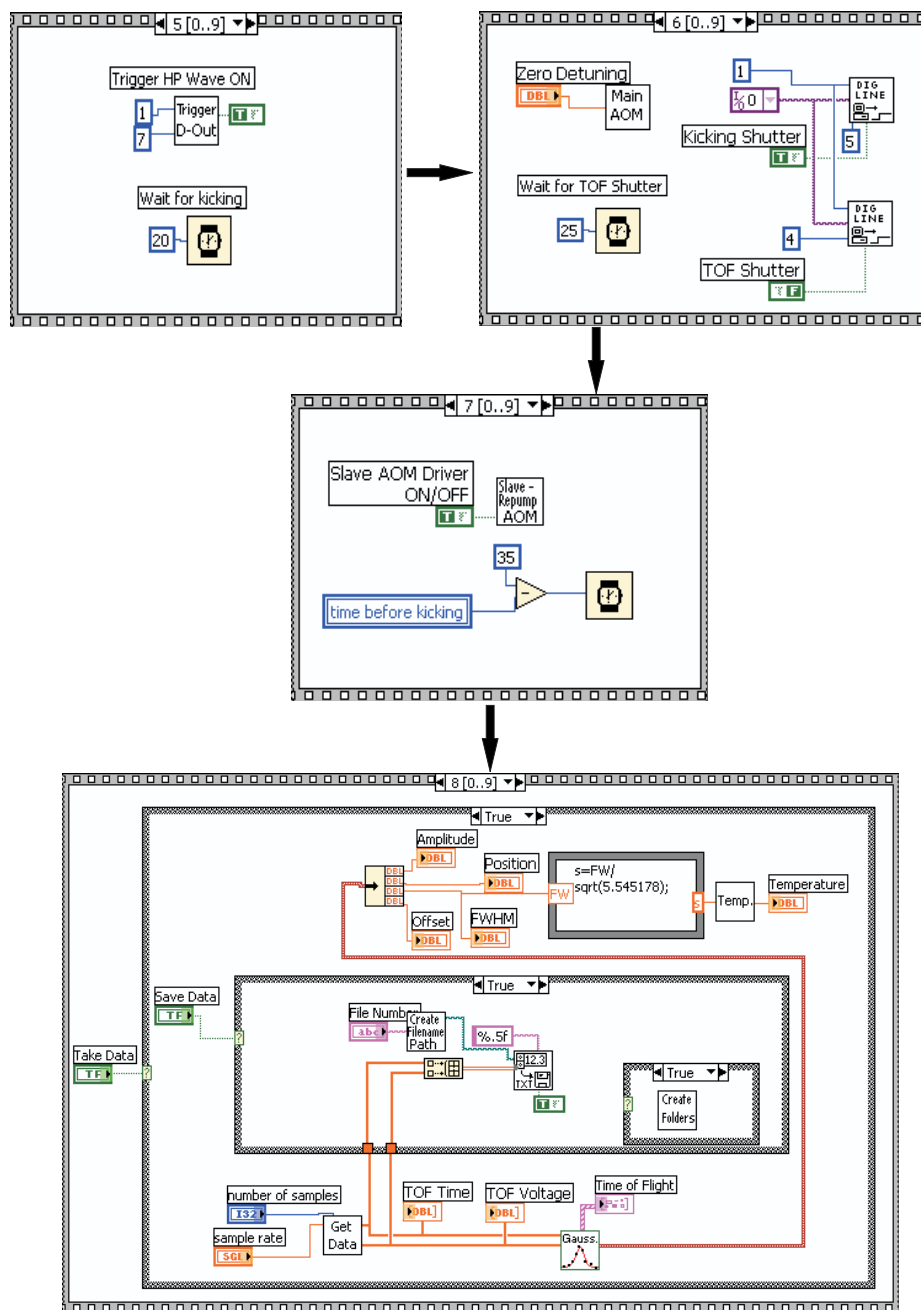 5 [0..9]
Trigger HP Wave ON
1
7
Trigger
D-Out
T
Wait for kicking
20
6 [0..9]
Zero Detuning
DBL
Main
AOM
1
I/O 0
DIG
LINE
5
Kicking Shutter
T
Wait for TOF Shutter
25
DIG
LINE
4
TOF Shutter
F
7 [0..9]
Slave AOM Driver
ON/OFF
T
Slave -
Repump
AOM
35
-
time before kicking
8 [0..9]
True
Amplitude
DBL
DBL
DBL
DBL
DBL
Position
DBL
Offset
DBL
FWHM
DBL
FW
s=FW/
sqrt(5.545178);
s
Temp.
Temperature
DBL
True
Save Data
TF
?
File Number
abc
Create
Filename
Path
%.5f
12.3
TXT
T
True
?
Create
Folders
Take Data
TF
?
number of samples
I32
sample rate
SGL
Get
Data
TOF Time
DBL]
TOF Voltage
DBL]
Time of Flight
Gauss.